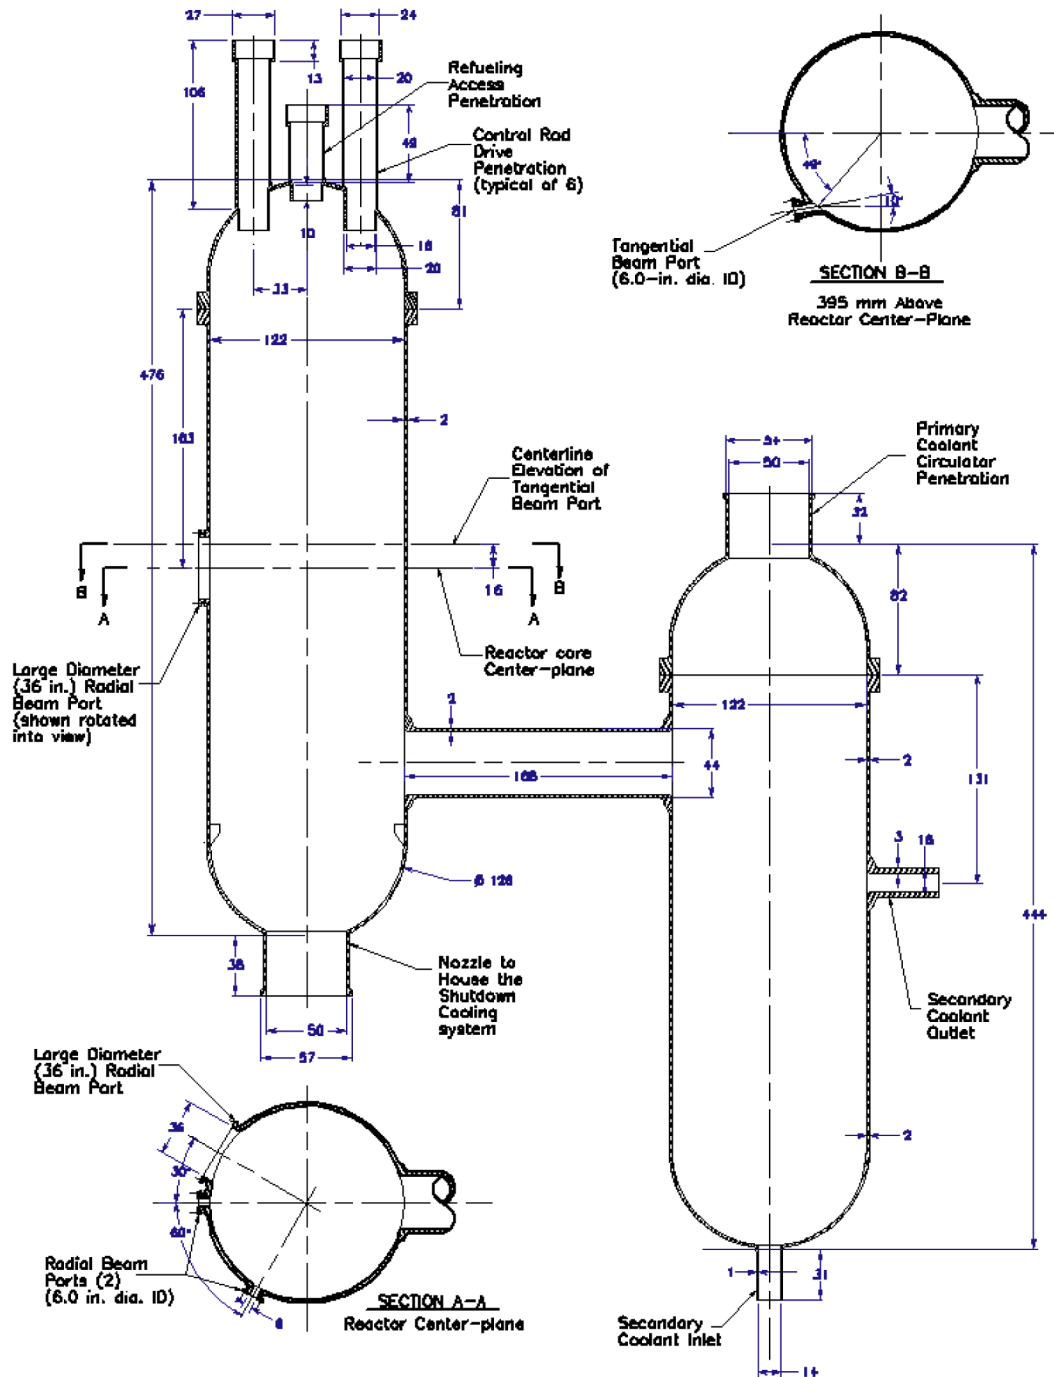 27
24
13
106
20
Refueling
Access
Penetration
49
Control Rod
Drive
Penetration
(typical of 6)
81
10
18
20
33
49°
10°
Tangential
Beam Port
(6.0-in. dia. ID)
SECTION B-B
395 mm Above
Reactor Center-Plane
122
476
163
2
Centerline
Elevation of
Tangential
Beam Port
B
A
16
B
A
Reactor core
Center-plane
Large Diameter
(36 in.) Radial
Beam Port
(shown rotated
into view)
54
50
Primary
Coolant
Circulator
Penetration
32
82
122
2
168
44
2
131
3
16
444
Ø 126
38
Nozzle to
House the
Shutdown
Cooling
system
50
57
Secondary
Coolant
Outlet
Large Diameter
(36 in.) Radial
Beam Port
36
30°
60°
Radial Beam
Ports (2)
(6.0 in. dia. ID)
6
SECTION A-A
Reactor Center-plane
2
1
31
Secondary
Coolant Inlet
14